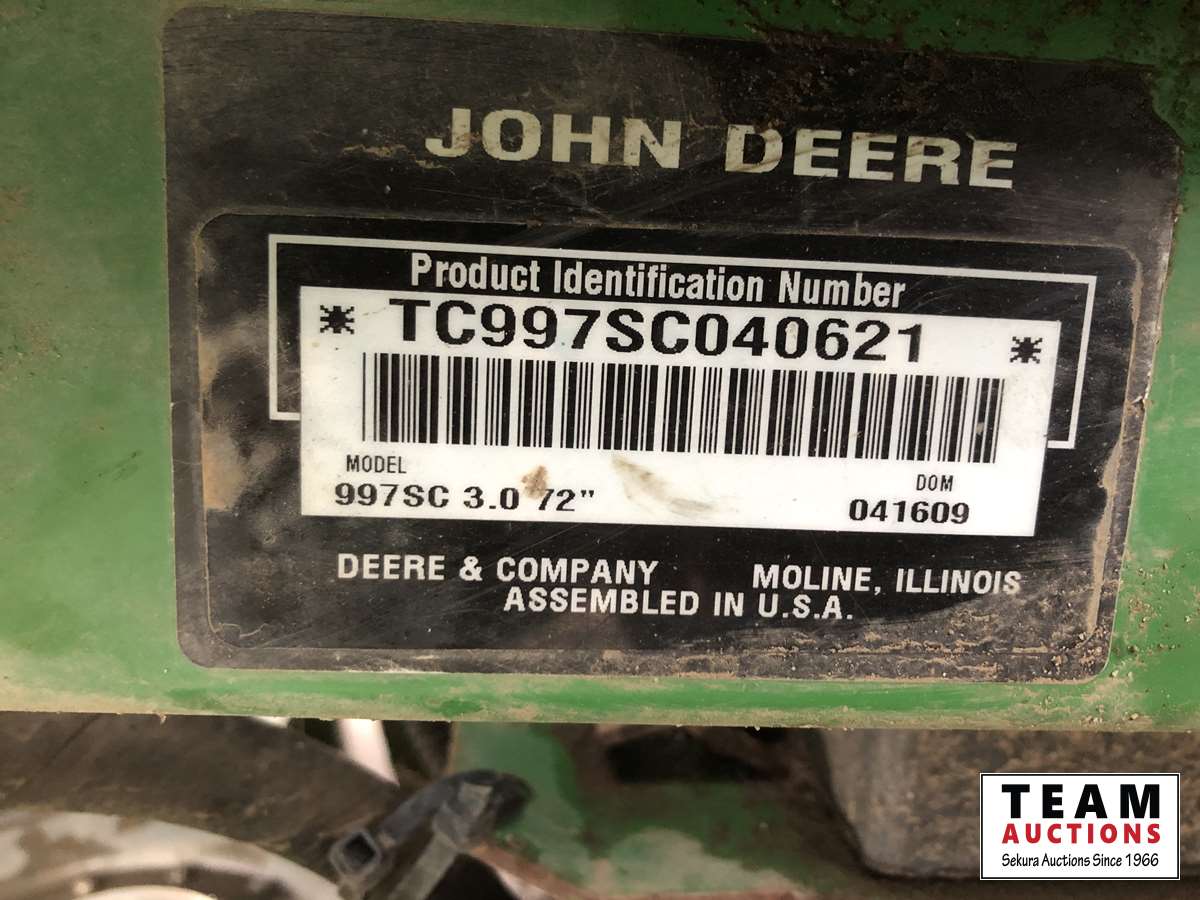 JOHN DEERE
Product Identification Number
* TC997SC040621 *
MODEL
DOM
997SC 3.0 72"
041609
DEERE & COMPANY MOLINE, ILLINOIS
ASSEMBLED IN U.S.A.
TEAM
AUCTIONS
Sekura Auctions Since 1966